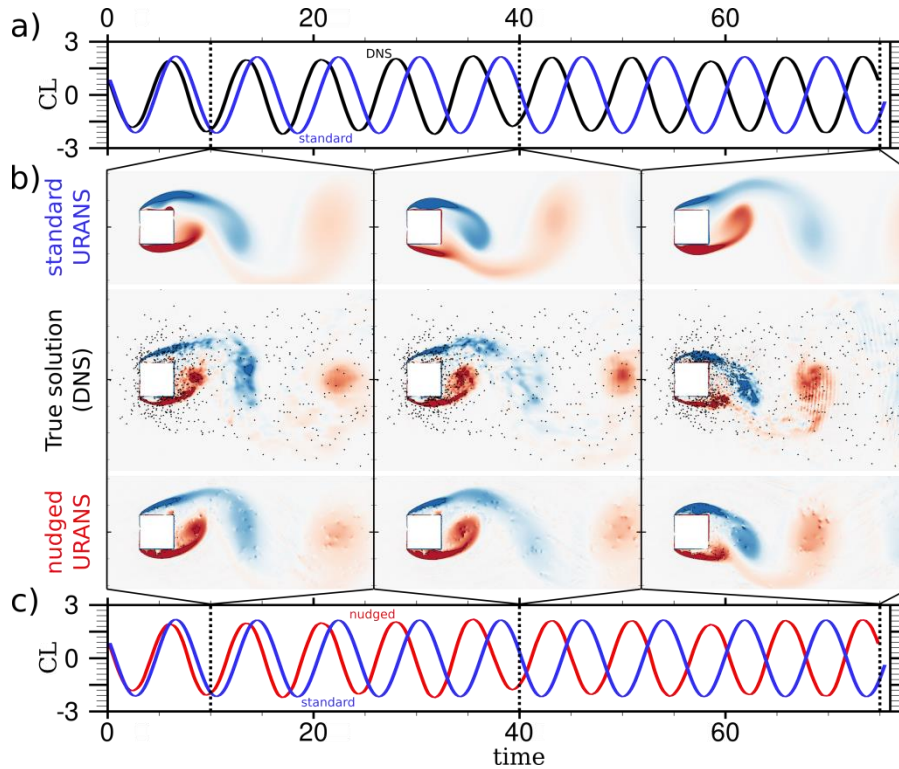 a)
0 20 40 60
3
0
-3
CL
DNS
standard
b)
standard
URANS
True solution
(DNS)
nudged
URANS
c)
3
0
-3
CL
nudged
standard
0 20 40 60
time